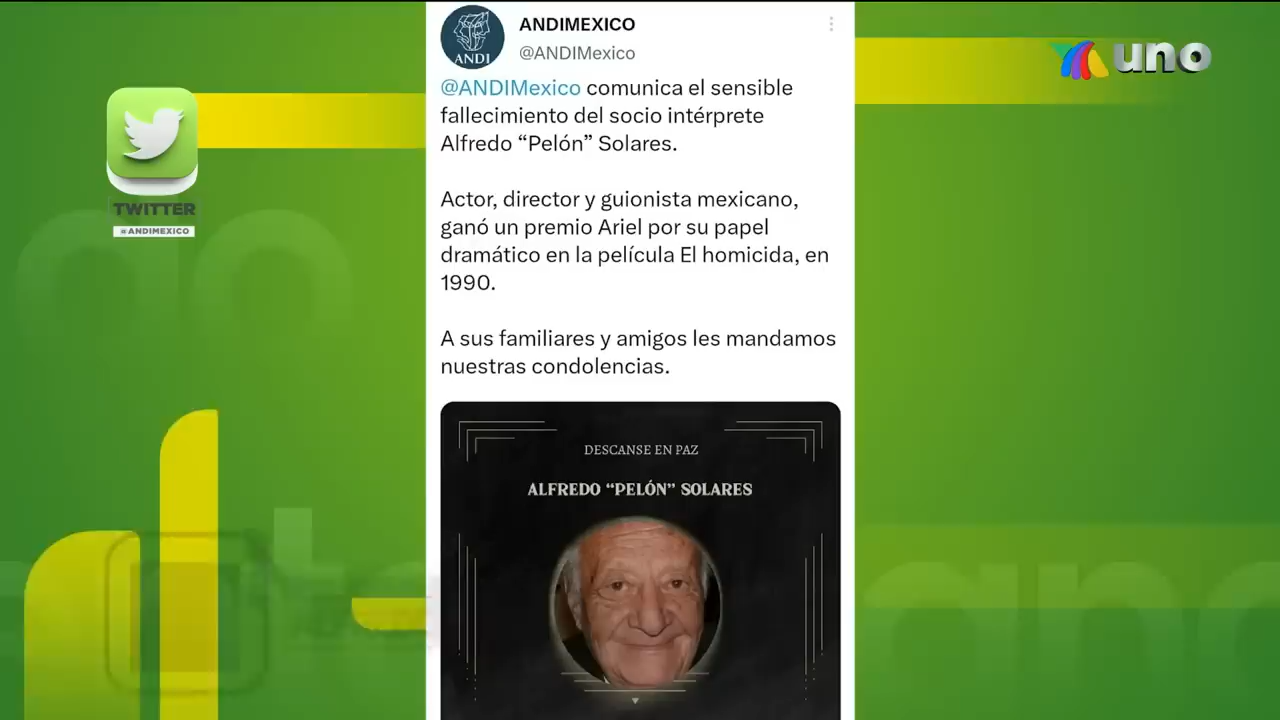 ANDIMEXICO
@ANDIMexico
ANDI
uno
TWITTER
@ANDIMEXICO
@ANDIMexico comunica el sensible
fallecimiento del socio intérprete
Alfredo “Pelón” Solares.
Actor, director y guionista mexicano,
ganó un premio Ariel por su papel
dramático en la película El homicida, en
1990.
A sus familiares y amigos les mandamos
nuestras condolencias.
DESCANSE EN PAZ
ALFREDO “PELÓN” SOLARES